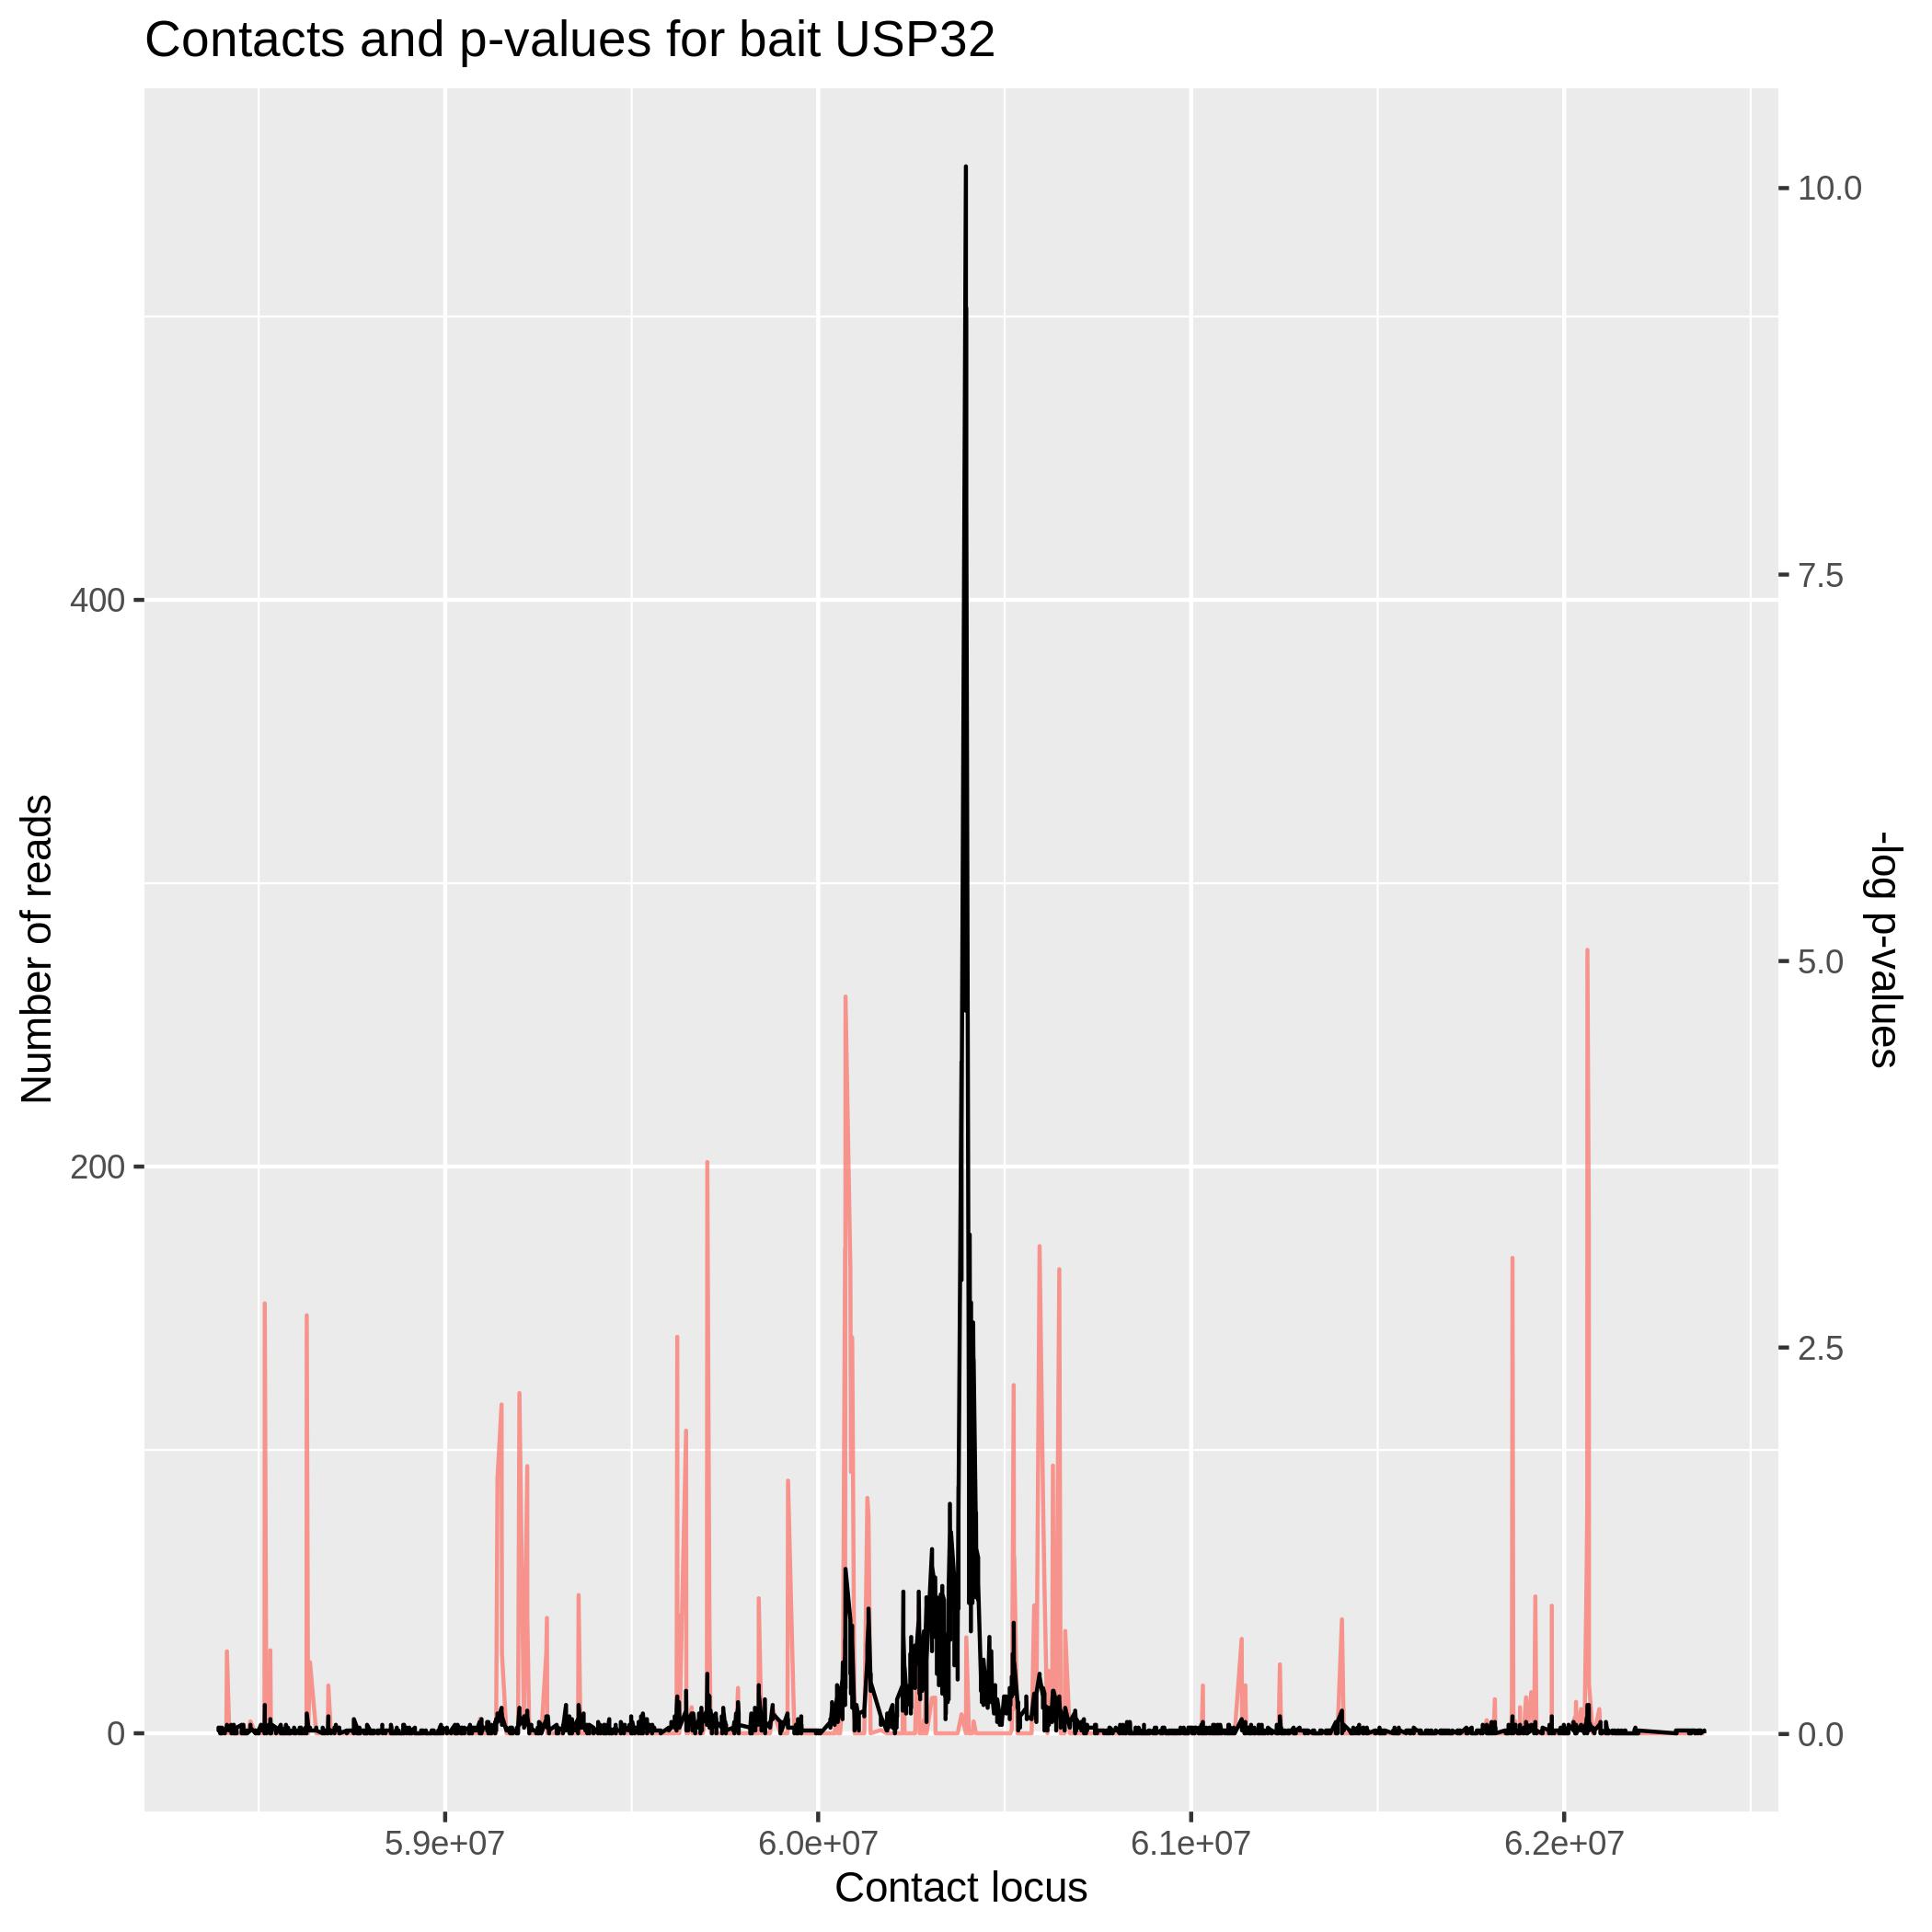 Contacts and p-values for bait USP32
Number of reads
400
200
0
10.0
7.5
5.0
2.5
0.0
-log p-values
5.9e+07
6.0e+07
6.1e+07
6.2e+07
Contact locus